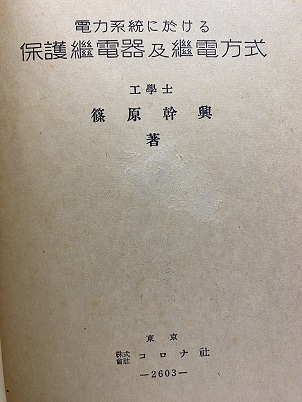 電力系統に於ける
保護繼電器及繼電方式
工學士
篠原幹興
著
東京
株式會社 コロナ社
—2603—